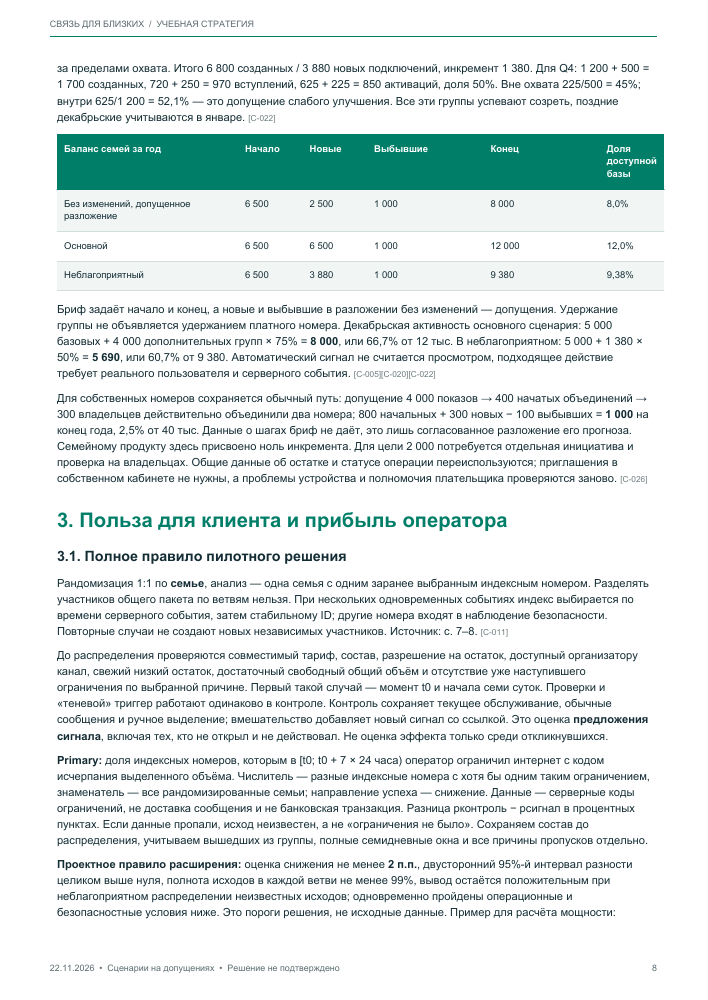 СВЯЗЬ ДЛЯ БЛИЗКИХ / УЧЕБНАЯ СТРАТЕГИЯ
за пределами охвата. Итого 6 800 созданных / 3 880 новых подключений, инкремент 1 380. Для Q4: 1 200 + 500 =
1 700 созданных, 720 + 250 = 970 вступлений, 625 + 225 = 850 активаций, доля 50%. Вне охвата 225/500 = 45%;
внутри 625/1 200 = 52,1% — это допущение слабого улучшения. Все эти группы успевают созреть, поздние
декабрьские учитываются в январе. [C-022]
Баланс семей за год Начало Новые Выбывшие Конец Доля
доступной
базы
Без изменений, допущенное 6 500 2 500 1 000 8 000 8,0%
разложение
Основной 6 500 6 500 1 000 12 000 12,0%
Неблагоприятный 6 500 3 880 1 000 9 380 9,38%
Бриф задаёт начало и конец, а новые и выбывшие в разложении без изменений — допущения. Удержание
группы не объявляется удержанием платного номера. Декабрьская активность основного сценария: 5 000
базовых + 4 000 дополнительных групп × 75% = 8 000, или 66,7% от 12 тыс. В неблагоприятном: 5 000 + 1 380 ×
50% = 5 690, или 60,7% от 9 380. Автоматический сигнал не считается просмотром, подходящее действие
требует реального пользователя и серверного события. [C-005][C-020][C-022]
Для собственных номеров сохраняется обычный путь: допущение 4 000 показов → 400 начатых объединений →
300 владельцев действительно объединили два номера; 800 начальных + 300 новых − 100 выбывших = 1 000 на
конец года, 2,5% от 40 тыс. Данные о шагах бриф не даёт, это лишь согласованное разложение его прогноза.
Семейному продукту здесь присвоено ноль инкремента. Для цели 2 000 потребуется отдельная инициатива и
проверка на владельцах. Общие данные об остатке и статусе операции переиспользуются; приглашения в
собственном кабинете не нужны, а проблемы устройства и полномочия плательщика проверяются заново. [C-026]
3. Польза для клиента и прибыль оператора
3.1. Полное правило пилотного решения
Рандомизация 1:1 по семье, анализ — одна семья с одним заранее выбранным индексным номером. Разделять
участников общего пакета по ветвям нельзя. При нескольких одновременных событиях индекс выбирается по
времени серверного события, затем стабильному ID; другие номера входят в наблюдение безопасности.
Повторные случаи не создают новых независимых участников. Источник: с. 7–8. [C-011]
До распределения проверяются совместимый тариф, состав, разрешение на остаток, доступный организатору
канал, свежий низкий остаток, достаточный свободный общий объём и отсутствие уже наступившего
ограничения по выбранной причине. Первый такой случай — момент t0 и начала семи суток. Проверки и
«теневой» триггер работают одинаково в контроле. Контроль сохраняет текущее обслуживание, обычные
сообщения и ручное выделение; вмешательство добавляет новый сигнал со ссылкой. Это оценка предложения
сигнала, включая тех, кто не открыл и не действовал. Не оценка эффекта только среди откликнувшихся.
Primary: доля индексных номеров, которым в [t0; t0 + 7 × 24 часа) оператор ограничил интернет с кодом
исчерпания выделенного объёма. Числитель — разные индексные номера с хотя бы одним таким ограничением,
знаменатель — все рандомизированные семьи; направление успеха — снижение. Данные — серверные коды
ограничений, не доставка сообщения и не банковская транзакция. Разница pконтроль − pсигнал в процентных
пунктах. Если данные пропали, исход неизвестен, а не «ограничения не было». Сохраняем состав до
распределения, учитываем вышедших из группы, полные семидневные окна и все причины пропусков отдельно.
Проектное правило расширения: оценка снижения не менее 2 п.п., двусторонний 95%-й интервал разности
целиком выше нуля, полнота исходов в каждой ветви не менее 99%, вывод остаётся положительным при
неблагоприятном распределении неизвестных исходов; одновременно пройдены операционные и
безопасностные условия ниже. Это пороги решения, не исходные данные. Пример для расчёта мощности:
22.11.2026 • Сценарии на допущениях • Решение не подтверждено 8